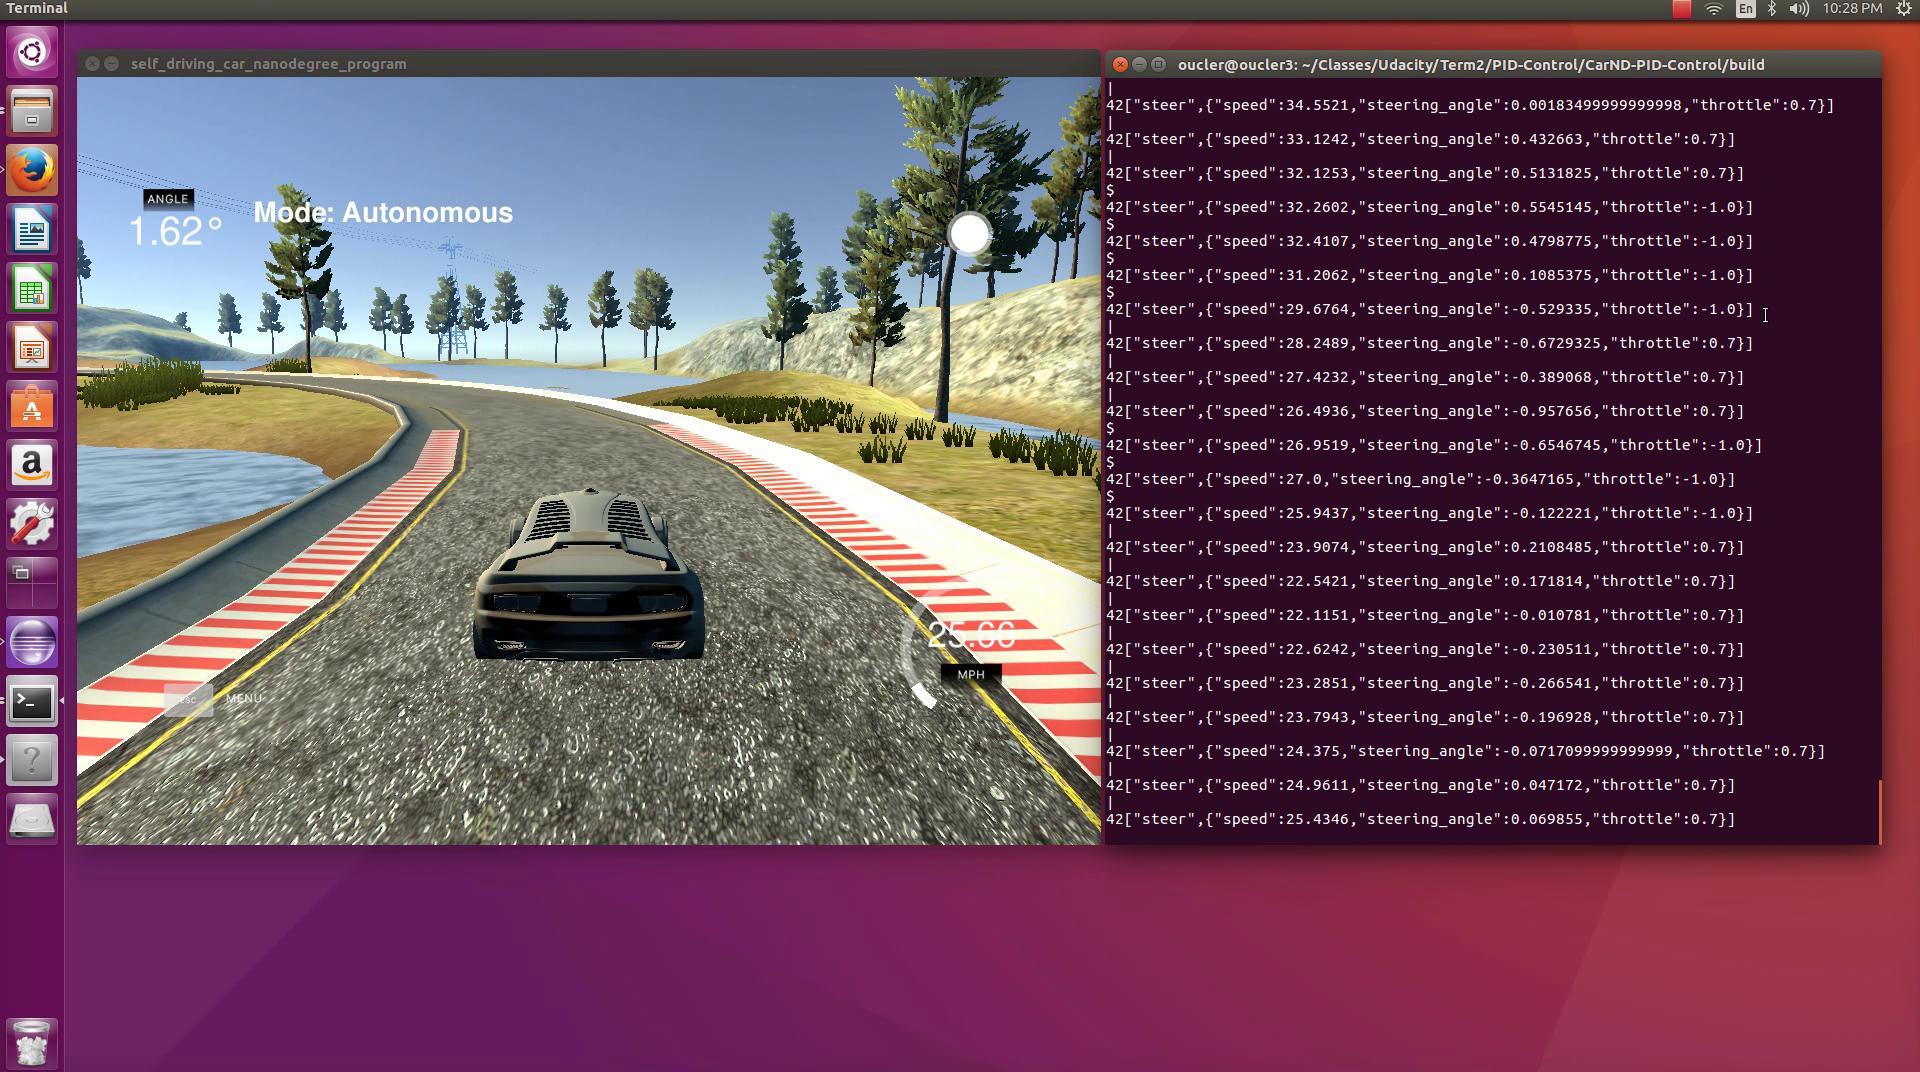 Terminal
En
10:28 PM
self_driving_car_nanodegree_program
ANGLE
1.62°
Mode: Autonomous
25.66
MPH
esc
MENU
oucler@oucler3: ~/Classes/Udacity/Term2/PID-Control/CarND-PID-Control/build
|
42["steer",{"speed":34.5521,"steering_angle":0.00183499999999998,"throttle":0.7}]
|
42["steer",{"speed":33.1242,"steering_angle":0.432663,"throttle":0.7}]
|
42["steer",{"speed":32.1253,"steering_angle":0.5131825,"throttle":0.7}]
$
42["steer",{"speed":32.2602,"steering_angle":0.5545145,"throttle":-1.0}]
$
42["steer",{"speed":32.4107,"steering_angle":0.4798775,"throttle":-1.0}]
$
42["steer",{"speed":31.2062,"steering_angle":0.1085375,"throttle":-1.0}]
$
42["steer",{"speed":29.6764,"steering_angle":-0.529335,"throttle":-1.0}]
|
42["steer",{"speed":28.2489,"steering_angle":-0.6729325,"throttle":0.7}]
|
42["steer",{"speed":27.4232,"steering_angle":-0.389068,"throttle":0.7}]
|
42["steer",{"speed":26.4936,"steering_angle":-0.957656,"throttle":0.7}]
$
42["steer",{"speed":26.9519,"steering_angle":-0.6546745,"throttle":-1.0}]
$
42["steer",{"speed":27.0,"steering_angle":-0.3647165,"throttle":-1.0}]
$
42["steer",{"speed":25.9437,"steering_angle":-0.122221,"throttle":-1.0}]
|
42["steer",{"speed":23.9074,"steering_angle":0.2108485,"throttle":0.7}]
|
42["steer",{"speed":22.5421,"steering_angle":0.171814,"throttle":0.7}]
|
42["steer",{"speed":22.1151,"steering_angle":-0.010781,"throttle":0.7}]
|
42["steer",{"speed":22.6242,"steering_angle":-0.230511,"throttle":0.7}]
|
42["steer",{"speed":23.2851,"steering_angle":-0.266541,"throttle":0.7}]
|
42["steer",{"speed":23.7943,"steering_angle":-0.196928,"throttle":0.7}]
|
42["steer",{"speed":24.375,"steering_angle":-0.0717099999999999,"throttle":0.7}]
|
42["steer",{"speed":24.9611,"steering_angle":0.047172,"throttle":0.7}]
|
42["steer",{"speed":25.4346,"steering_angle":0.069855,"throttle":0.7}]